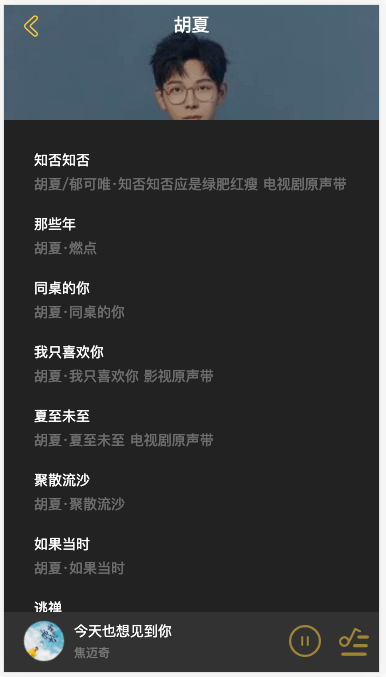 胡夏
知否知否
胡夏/郁可唯·知否知否应是绿肥红瘦 电视剧原声带
那些年
胡夏·燃点
同桌的你
胡夏·同桌的你
我只喜欢你
胡夏·我只喜欢你 影视原声带
夏至未至
胡夏·夏至未至 电视剧原声带
聚散流沙
胡夏·聚散流沙
如果当时
胡夏·如果当时
逃禅
今天也想见到你
焦迈奇